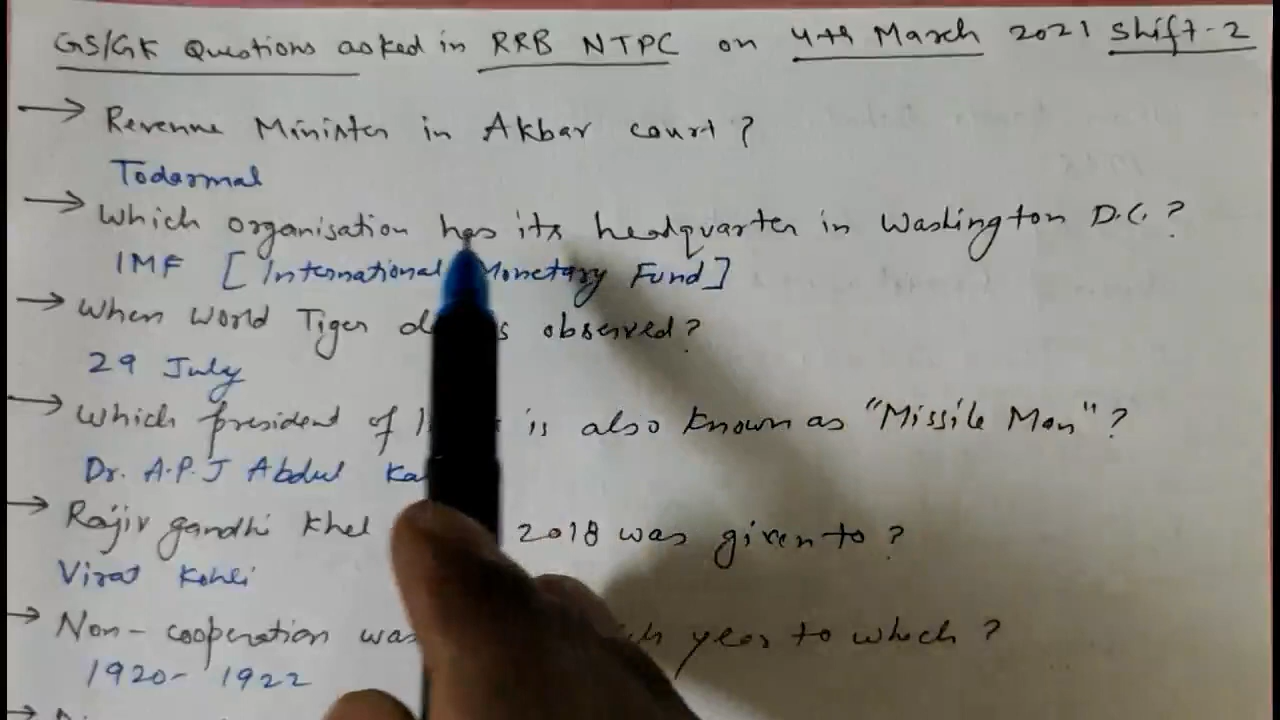 GS/GK Questions asked in RRB NTPC on 4th March 2021 Shift-2
→ Revenue Minister in Akbar court?
Todarmal
→ Which organisation has its headquarter in Washington D.C.?
IMF [International Monetary Fund]
→ When World Tiger observed?
29 July
→ Which president of is also known as "Missile Man"?
Dr. A.P.J Abdul
→ Rajiv gandhi Khel 2018 was given to?
Virat Kohli
→ Non-cooperation was year to which?
1920-1922